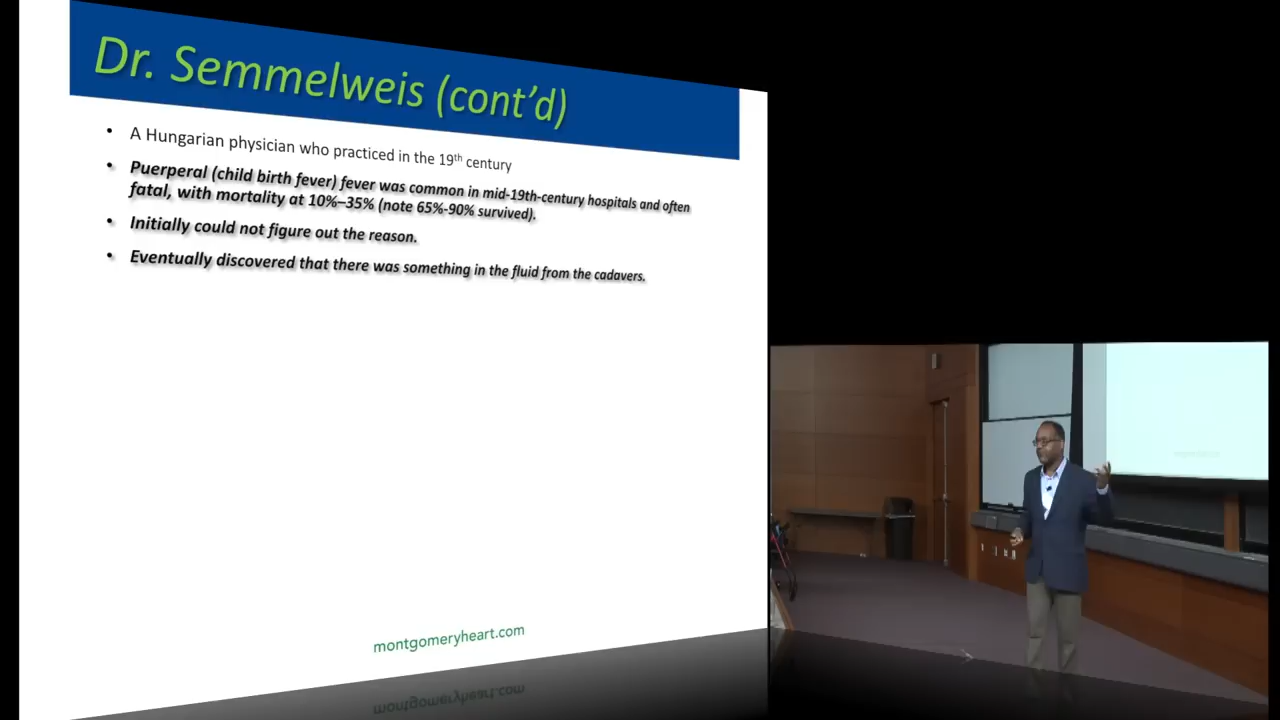 Dr. Semmelweis (cont’d)
• A Hungarian physician who practiced in the 19th century
• Puerperal (child birth fever) fever was common in mid-19th-century hospitals and often
fatal, with mortality at 10%–35% (note 65%-90% survived).
• Initially could not figure out the reason.
• Eventually discovered that there was something in the fluid from the cadavers.
montgomeryheart.com